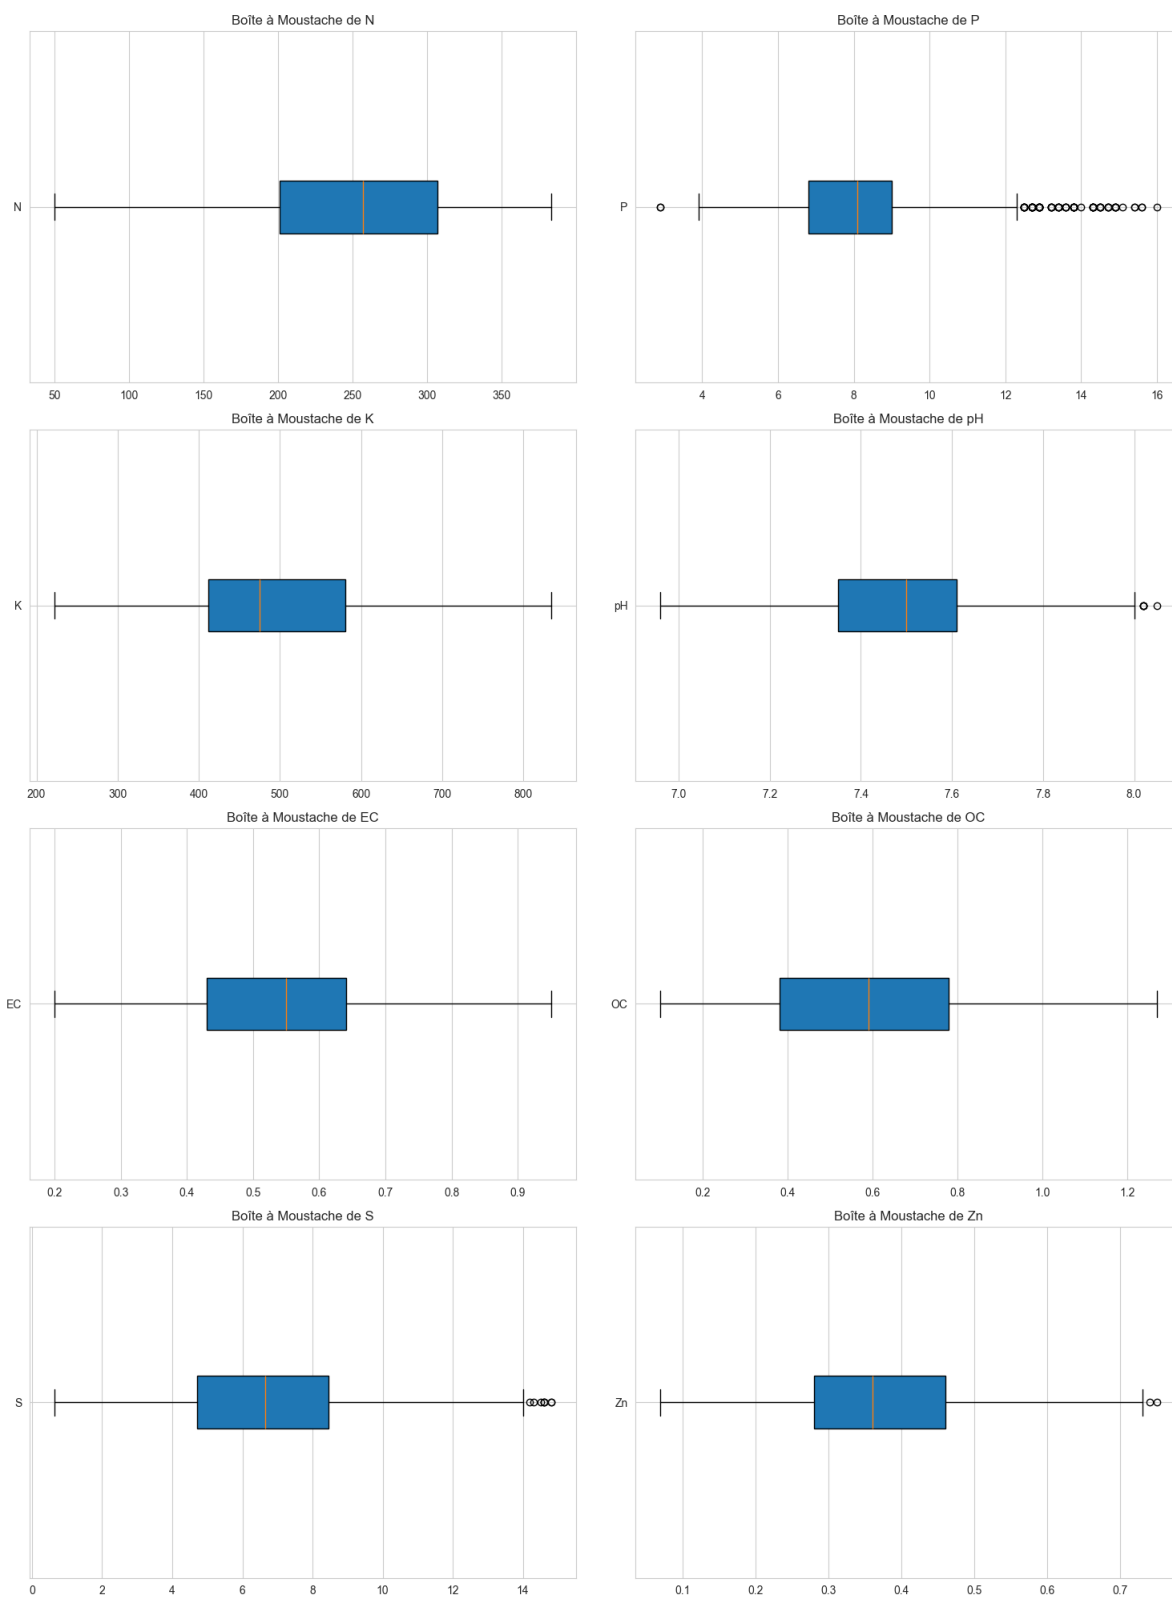 Boîte à Moustache de N
Boîte à Moustache de P
N
P
50 100 150 200 250 300 350
4 6 8 10 12 14 16
Boîte à Moustache de K
Boîte à Moustache de pH
K
pH
200 300 400 500 600 700 800
7.0 7.2 7.4 7.6 7.8 8.0
Boîte à Moustache de EC
Boîte à Moustache de OC
EC
OC
0.2 0.3 0.4 0.5 0.6 0.7 0.8 0.9
0.2 0.4 0.6 0.8 1.0 1.2
Boîte à Moustache de S
Boîte à Moustache de Zn
S
Zn
0 2 4 6 8 10 12 14
0.1 0.2 0.3 0.4 0.5 0.6 0.7